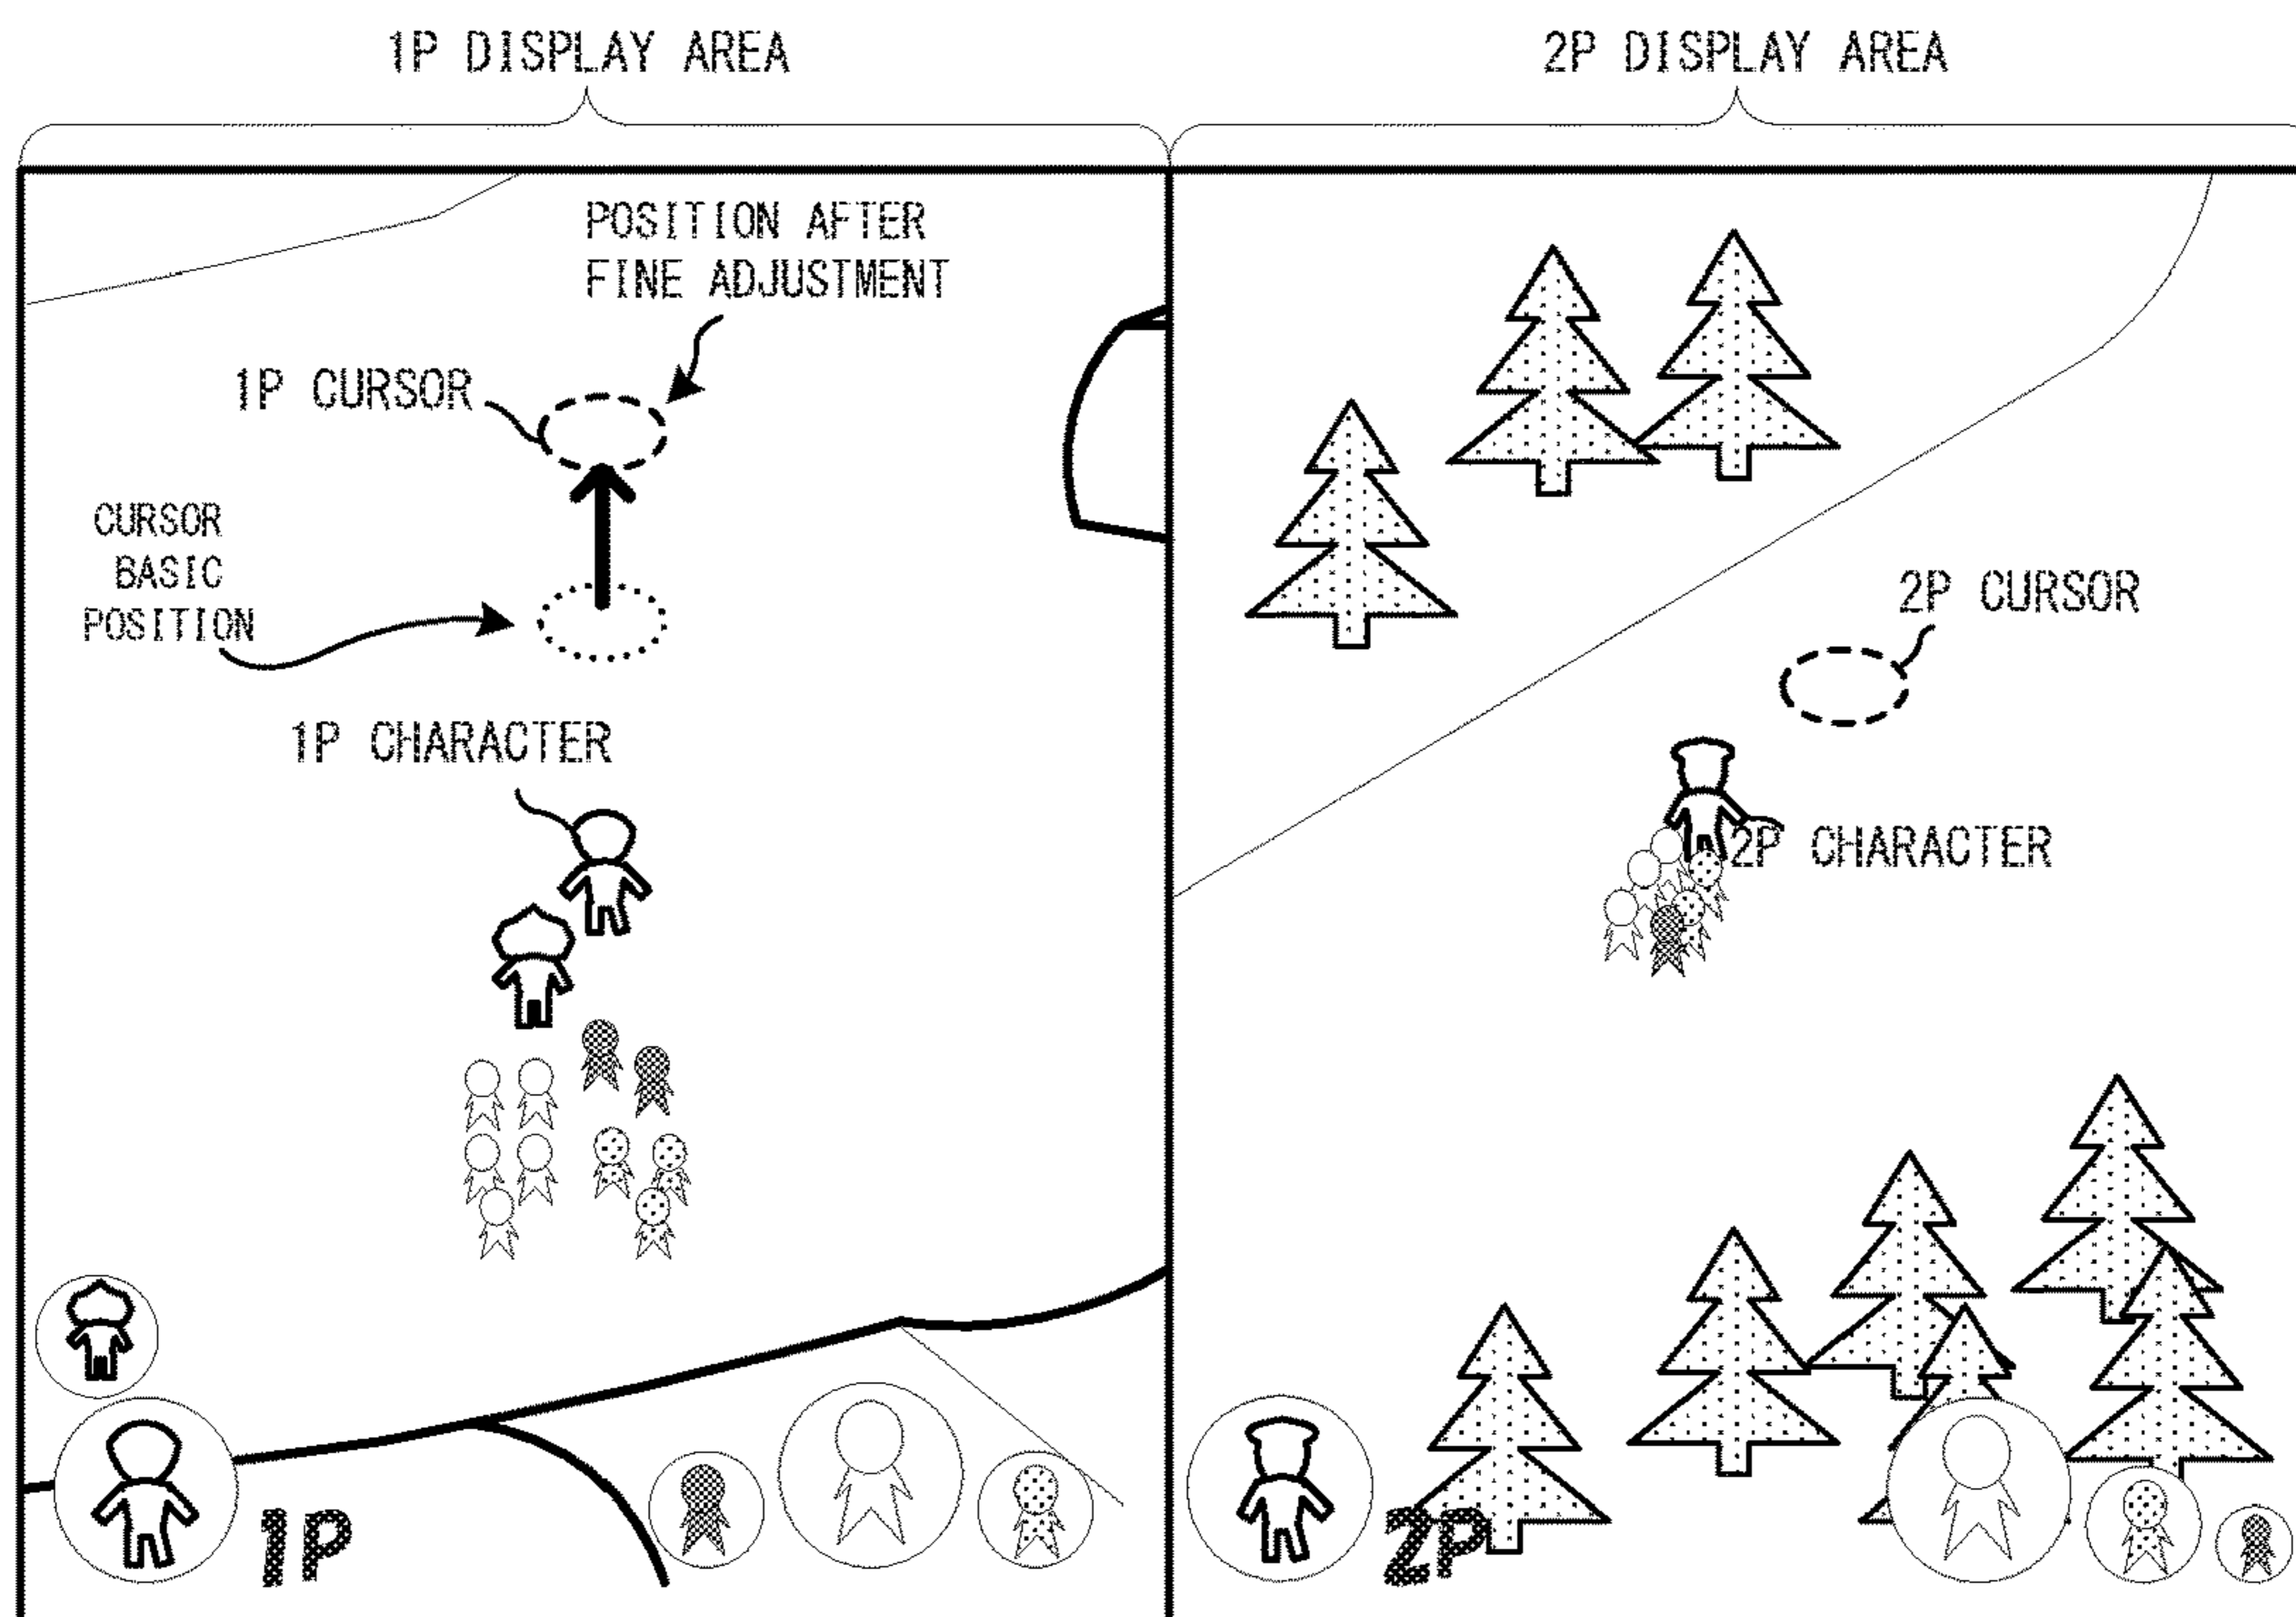 1P DISPLAY AREA
2P DISPLAY AREA
POSITION AFTER
FINE ADJUSTMENT
1P CURSOR
CURSOR
BASIC
POSITION
1P CHARACTER
2P CURSOR
2P CHARACTER
1P
2P